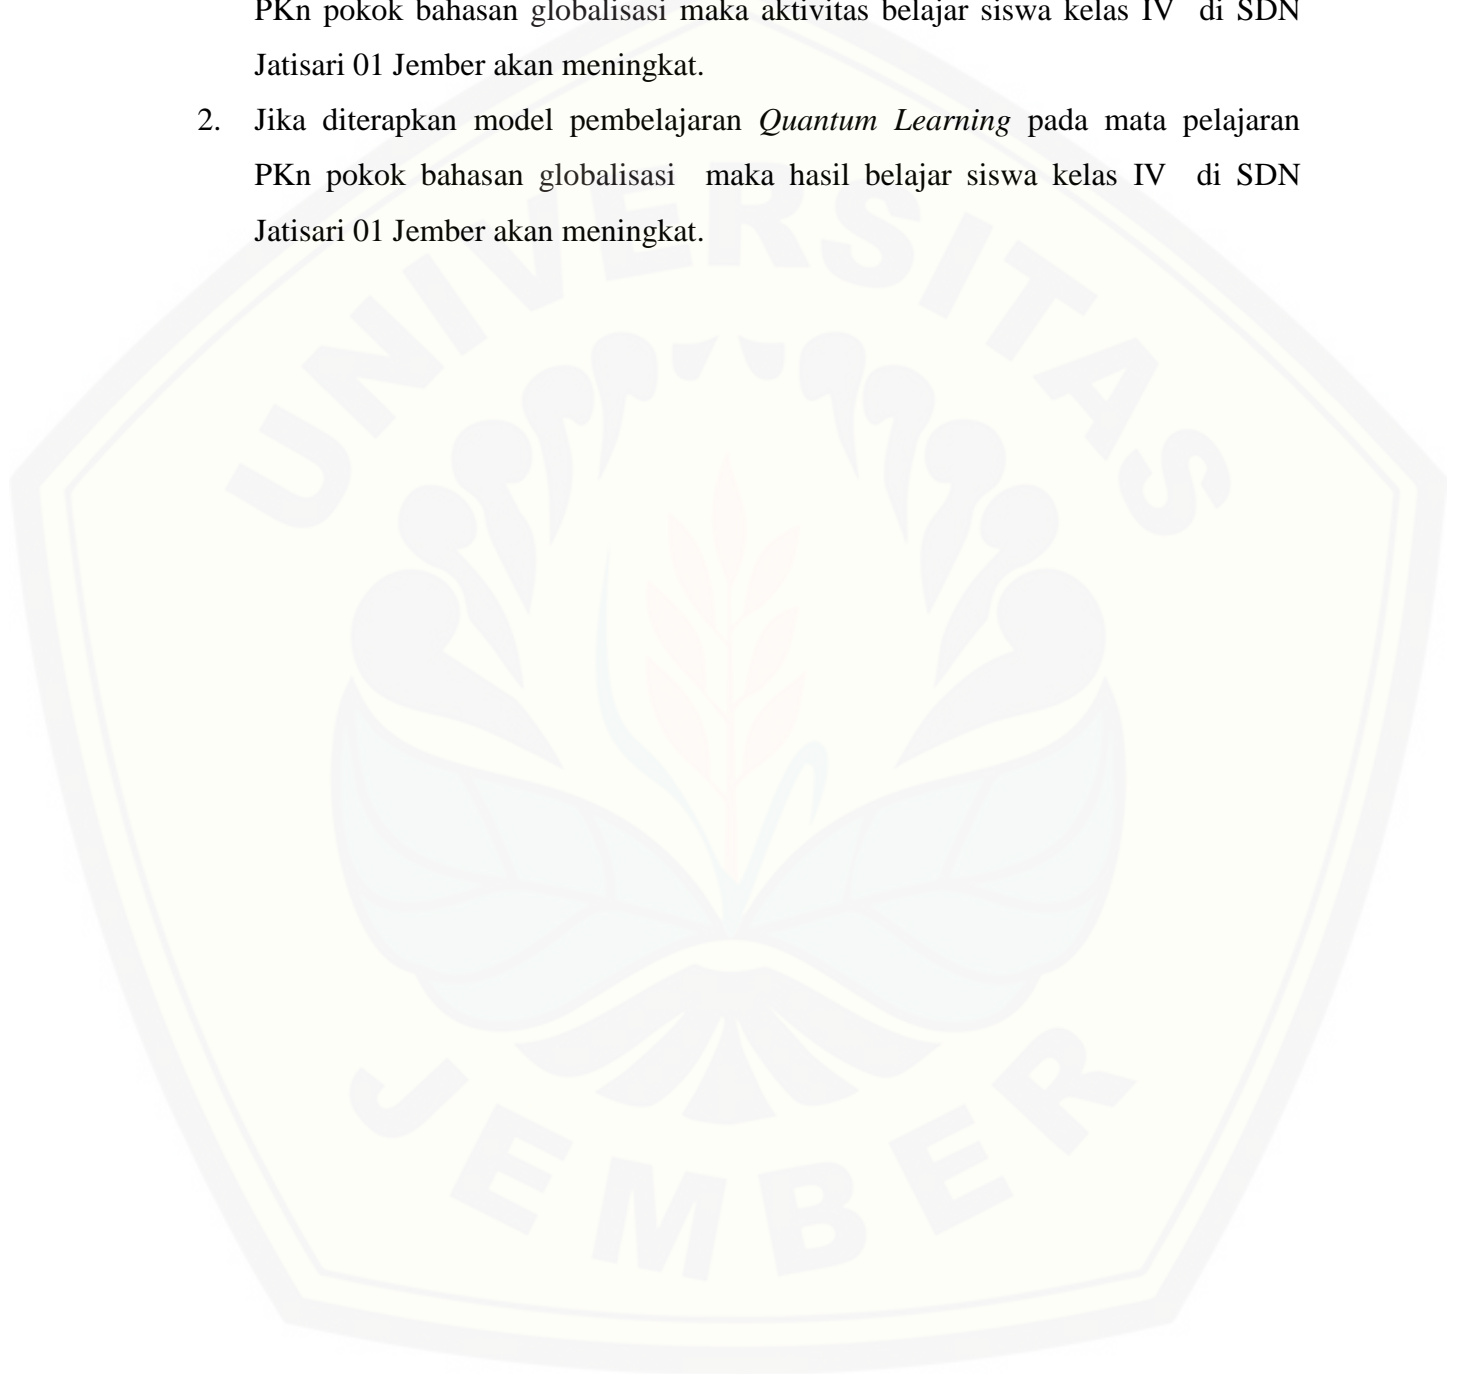 PKn pokok bahasan globalisasi maka aktivitas belajar siswa kelas IV di SDN
Jatisari 01 Jember akan meningkat.
2. Jika diterapkan model pembelajaran Quantum Learning pada mata pelajaran
PKn pokok bahasan globalisasi maka hasil belajar siswa kelas IV di SDN
Jatisari 01 Jember akan meningkat.
UNIVERSITAS
JEMBER